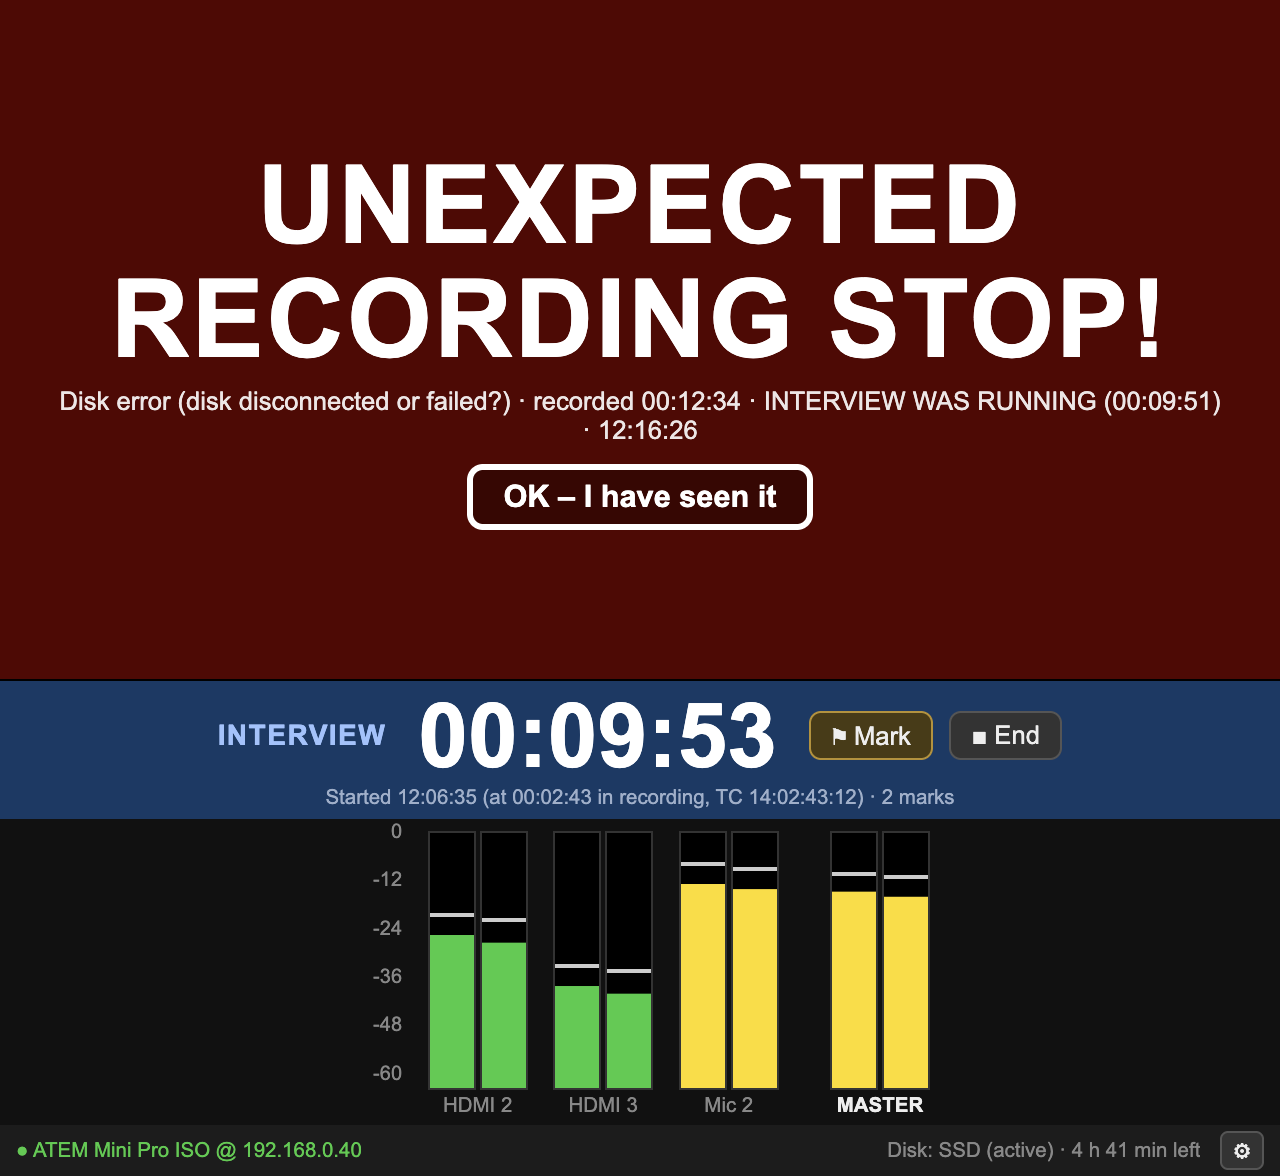 UNEXPECTED
RECORDING STOP!
Disk error (disk disconnected or failed?) · recorded 00:12:34 · INTERVIEW WAS RUNNING (00:09:51)
· 12:16:26
OK – I have seen it
INTERVIEW 00:09:53 ⚑ Mark ■ End
Started 12:06:35 (at 00:02:43 in recording, TC 14:02:43:12) · 2 marks
0
-12
-24
-36
-48
-60
HDMI 2 HDMI 3 Mic 2 MASTER
● ATEM Mini Pro ISO @ 192.168.0.40 Disk: SSD (active) · 4 h 41 min left ⚙